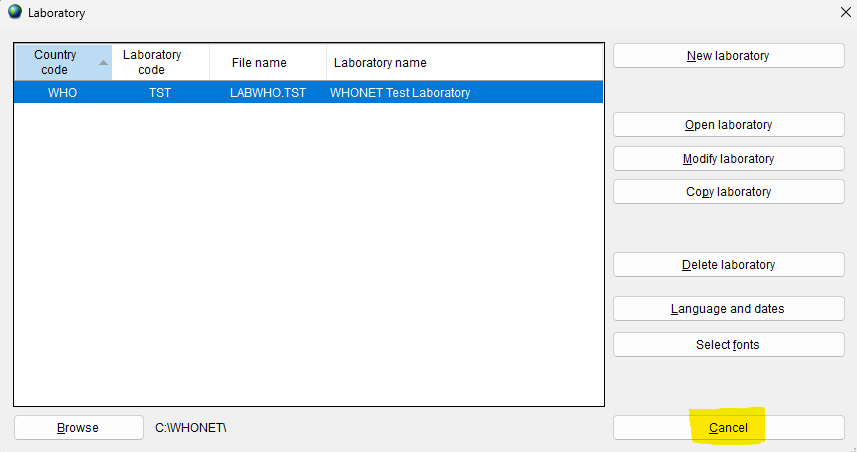 Laboratory
Country code
Laboratory code
File name
Laboratory name
WHO TST LABWHO.TST WHONET Test Laboratory
New laboratory
Open laboratory
Modify laboratory
Copy laboratory
Delete laboratory
Language and dates
Select fonts
Browse C:\WHONET\
Cancel